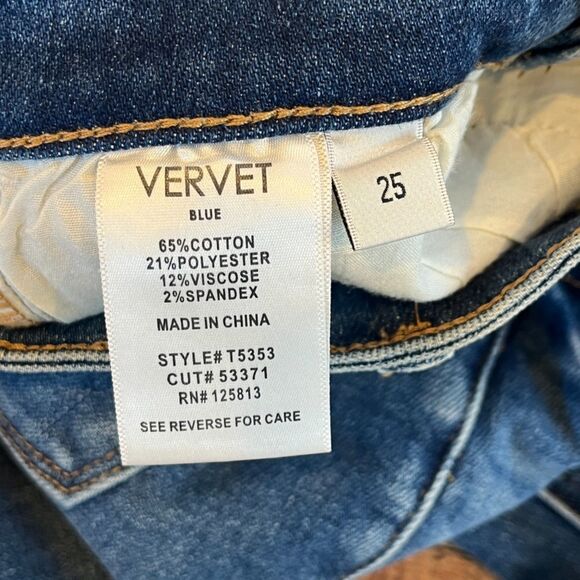 VERVET
BLUE
65%COTTON
21%POLYESTER
12%VISCOSE
2%SPANDEX
MADE IN CHINA
STYLE# T5353
CUT# 53371
RN# 125813
SEE REVERSE FOR CARE
25